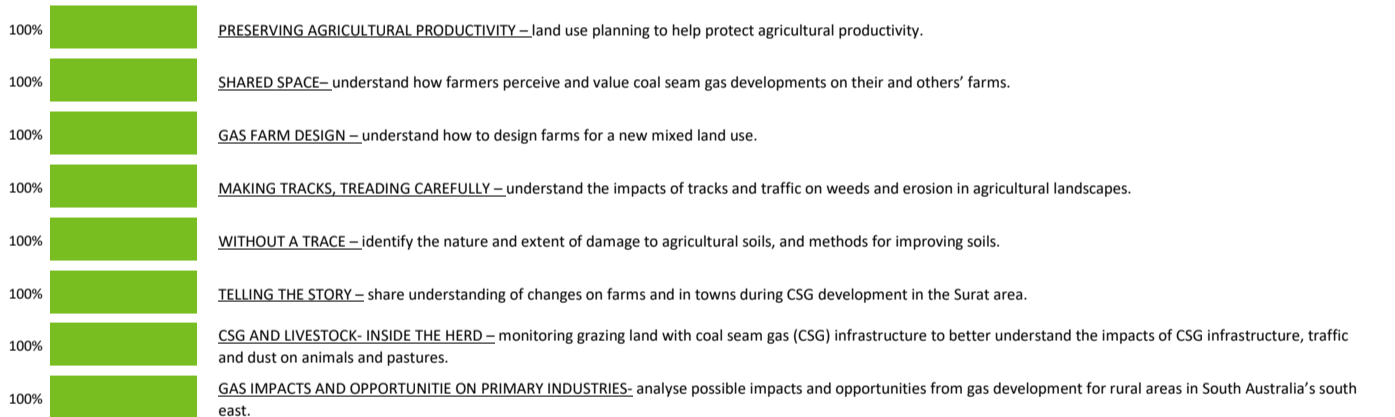 100% PRESERVING AGRICULTURAL PRODUCTIVITY – land use planning to help protect agricultural productivity.
100% SHARED SPACE– understand how farmers perceive and value coal seam gas developments on their and others’ farms.
100% GAS FARM DESIGN – understand how to design farms for a new mixed land use.
100% MAKING TRACKS, TREADING CAREFULLY – understand the impacts of tracks and traffic on weeds and erosion in agricultural landscapes.
100% WITHOUT A TRACE – identify the nature and extent of damage to agricultural soils, and methods for improving soils.
100% TELLING THE STORY – share understanding of changes on farms and in towns during CSG development in the Surat area.
100% CSG AND LIVESTOCK- INSIDE THE HERD – monitoring grazing land with coal seam gas (CSG) infrastructure to better understand the impacts of CSG infrastructure, traffic
and dust on animals and pastures.
100% GAS IMPACTS AND OPPORTUNITIE ON PRIMARY INDUSTRIES- analyse possible impacts and opportunities from gas development for rural areas in South Australia’s south
east.